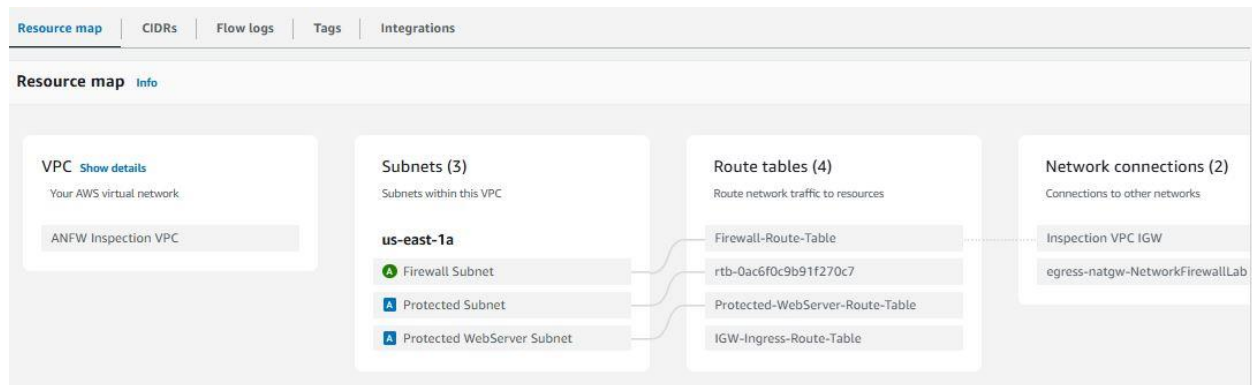 Resource map CIDRs Flow logs Tags Integrations
Resource map Info
VPC Show details
Your AWS virtual network
ANFW Inspection VPC
Subnets (3)
Subnets within this VPC
us-east-1a
A Firewall Subnet
A Protected Subnet
A Protected WebServer Subnet
Route tables (4)
Route network traffic to resources
Firewall-Route-Table
rtb-0ac6f0c9b91f270c7
Protected-WebServer-Route-Table
IGW-Ingress-Route-Table
Network connections (2)
Connections to other networks
Inspection VPC IGW
egress-natgw-NetworkFirewallLab